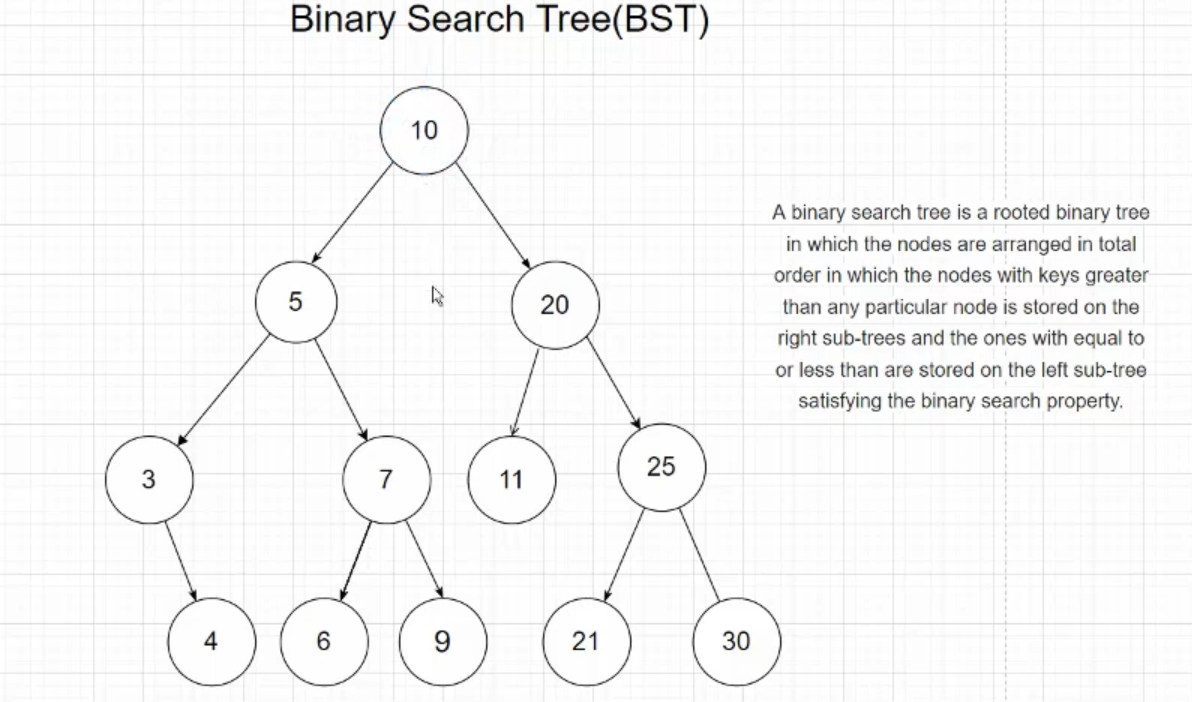 Binary Search Tree(BST)
10
5
20
3
7
11
25
4
6
9
21
30
A binary search tree is a rooted binary tree
in which the nodes are arranged in total
order in which the nodes with keys greater
than any particular node is stored on the
right sub-trees and the ones with equal to
or less than are stored on the left sub-tree
satisfying the binary search property.